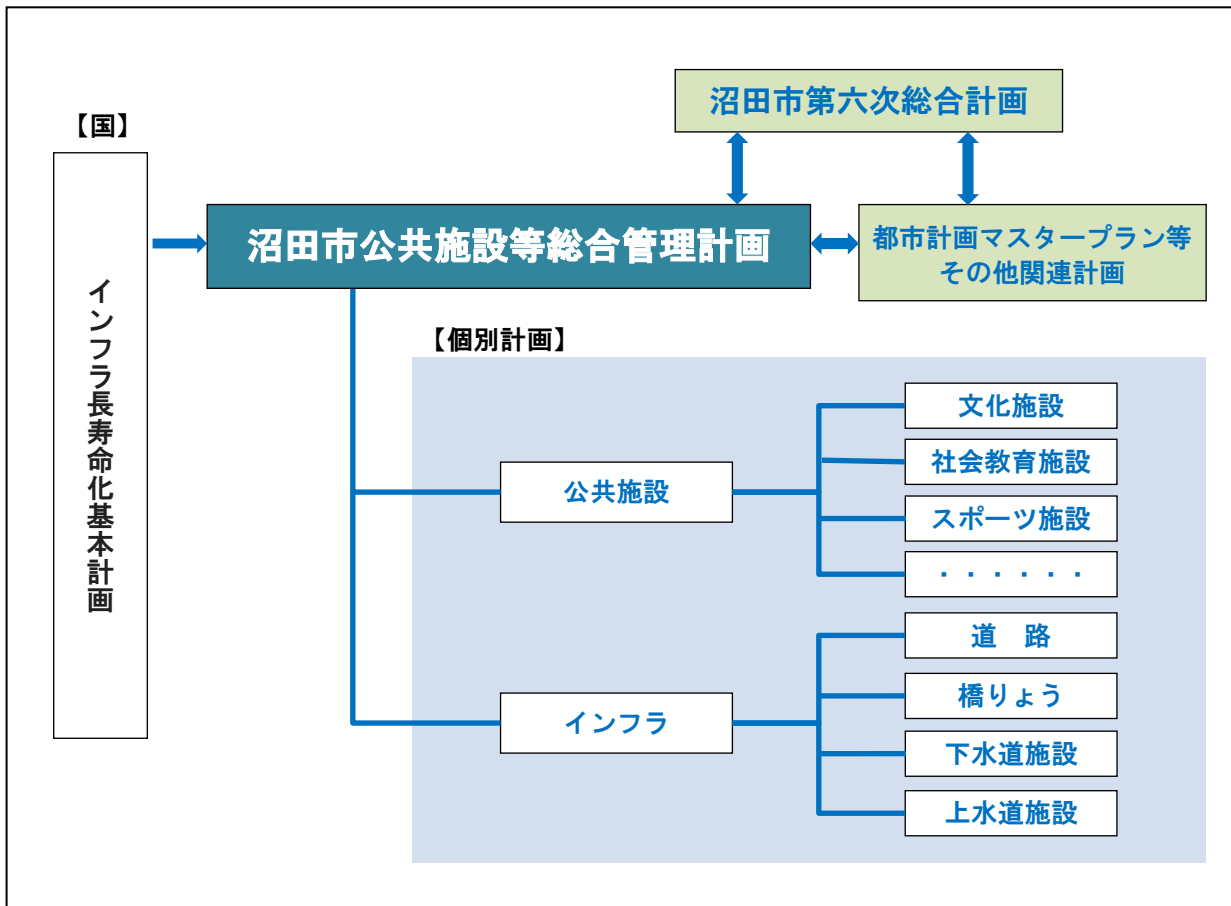 沼田市第六次総合計画
【国】
インフラ長寿命化基本計画
沼田市公共施設等総合管理計画
都市計画マスタープラン等
その他関連計画
【個別計画】
公共施設
文化施設
社会教育施設
スポーツ施設
・・・・・・
インフラ
道　路
橋りょう
下水道施設
上水道施設